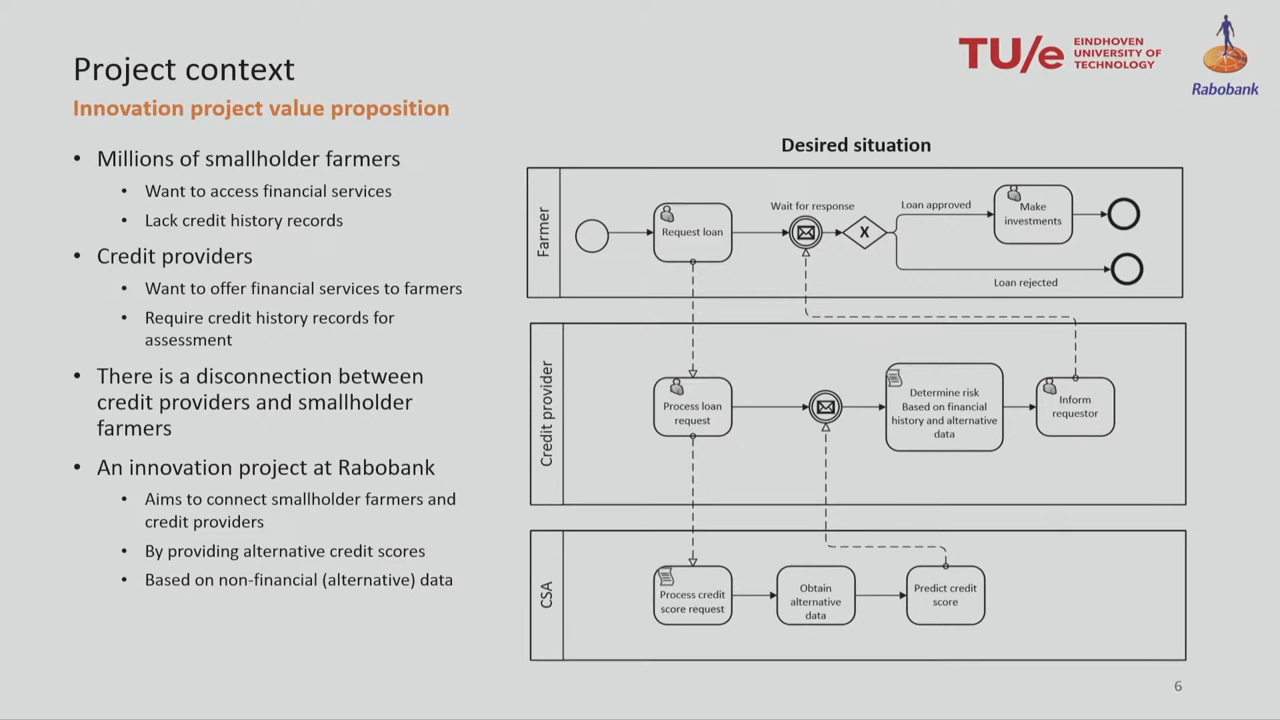 Project context
Innovation project value proposition
TU/e EINDHOVEN
UNIVERSITY OF
TECHNOLOGY
Rabobank
• Millions of smallholder farmers
• Want to access financial services
• Lack credit history records
• Credit providers
• Want to offer financial services to farmers
• Require credit history records for
assessment
• There is a disconnection between
credit providers and smallholder
farmers
• An innovation project at Rabobank
• Aims to connect smallholder farmers and
credit providers
• By providing alternative credit scores
• Based on non-financial (alternative) data
Desired situation
Farmer
Request loan
Wait for response
X
Loan approved
Make
investments
Loan rejected
Credit provider
Process loan
request
Determine risk
Based on financial
history and alternative
data
Inform
requestor
CSA
Process credit
score request
Obtain
alternative
data
Predict credit
score
6